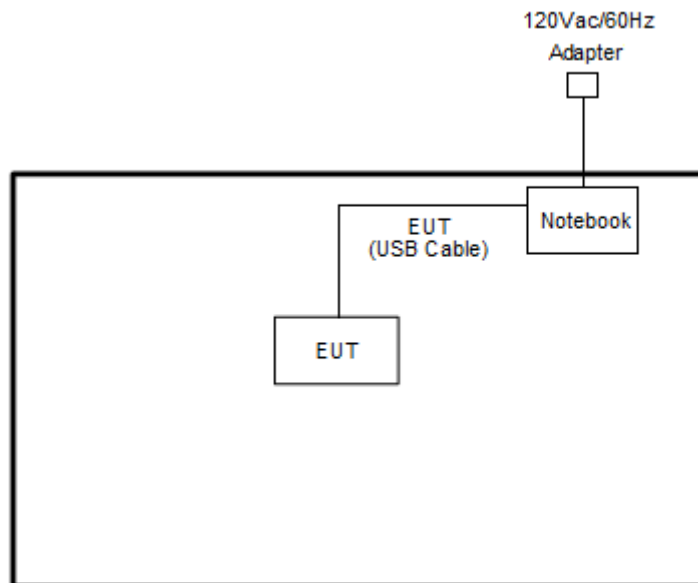 120Vac/60Hz
Adapter
Notebook
EUT
(USB Cable)
EUT